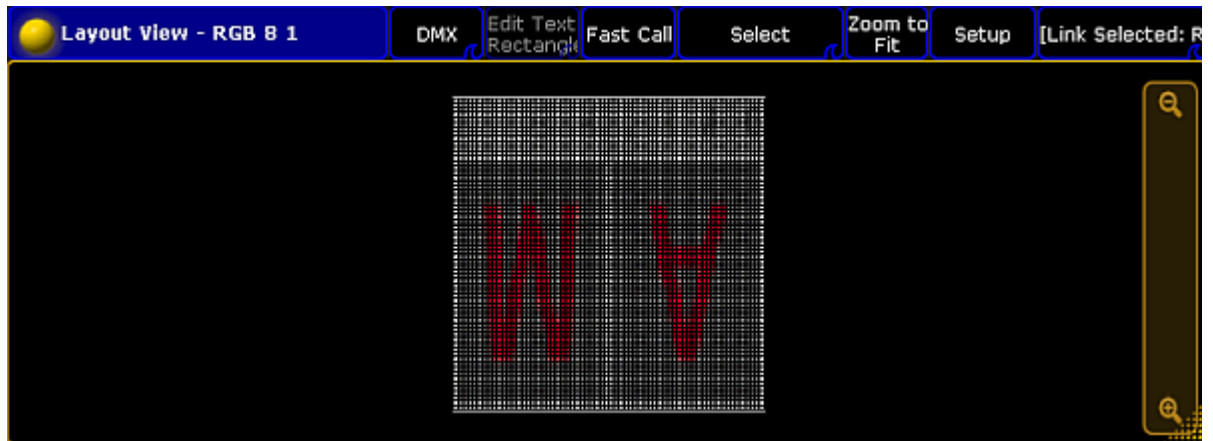 Layout View - RGB 8 1
DMX
Edit Text
Rectangle
Fast Call
Select
Zoom to
Fit
Setup
[Link Selected: R
W ∀